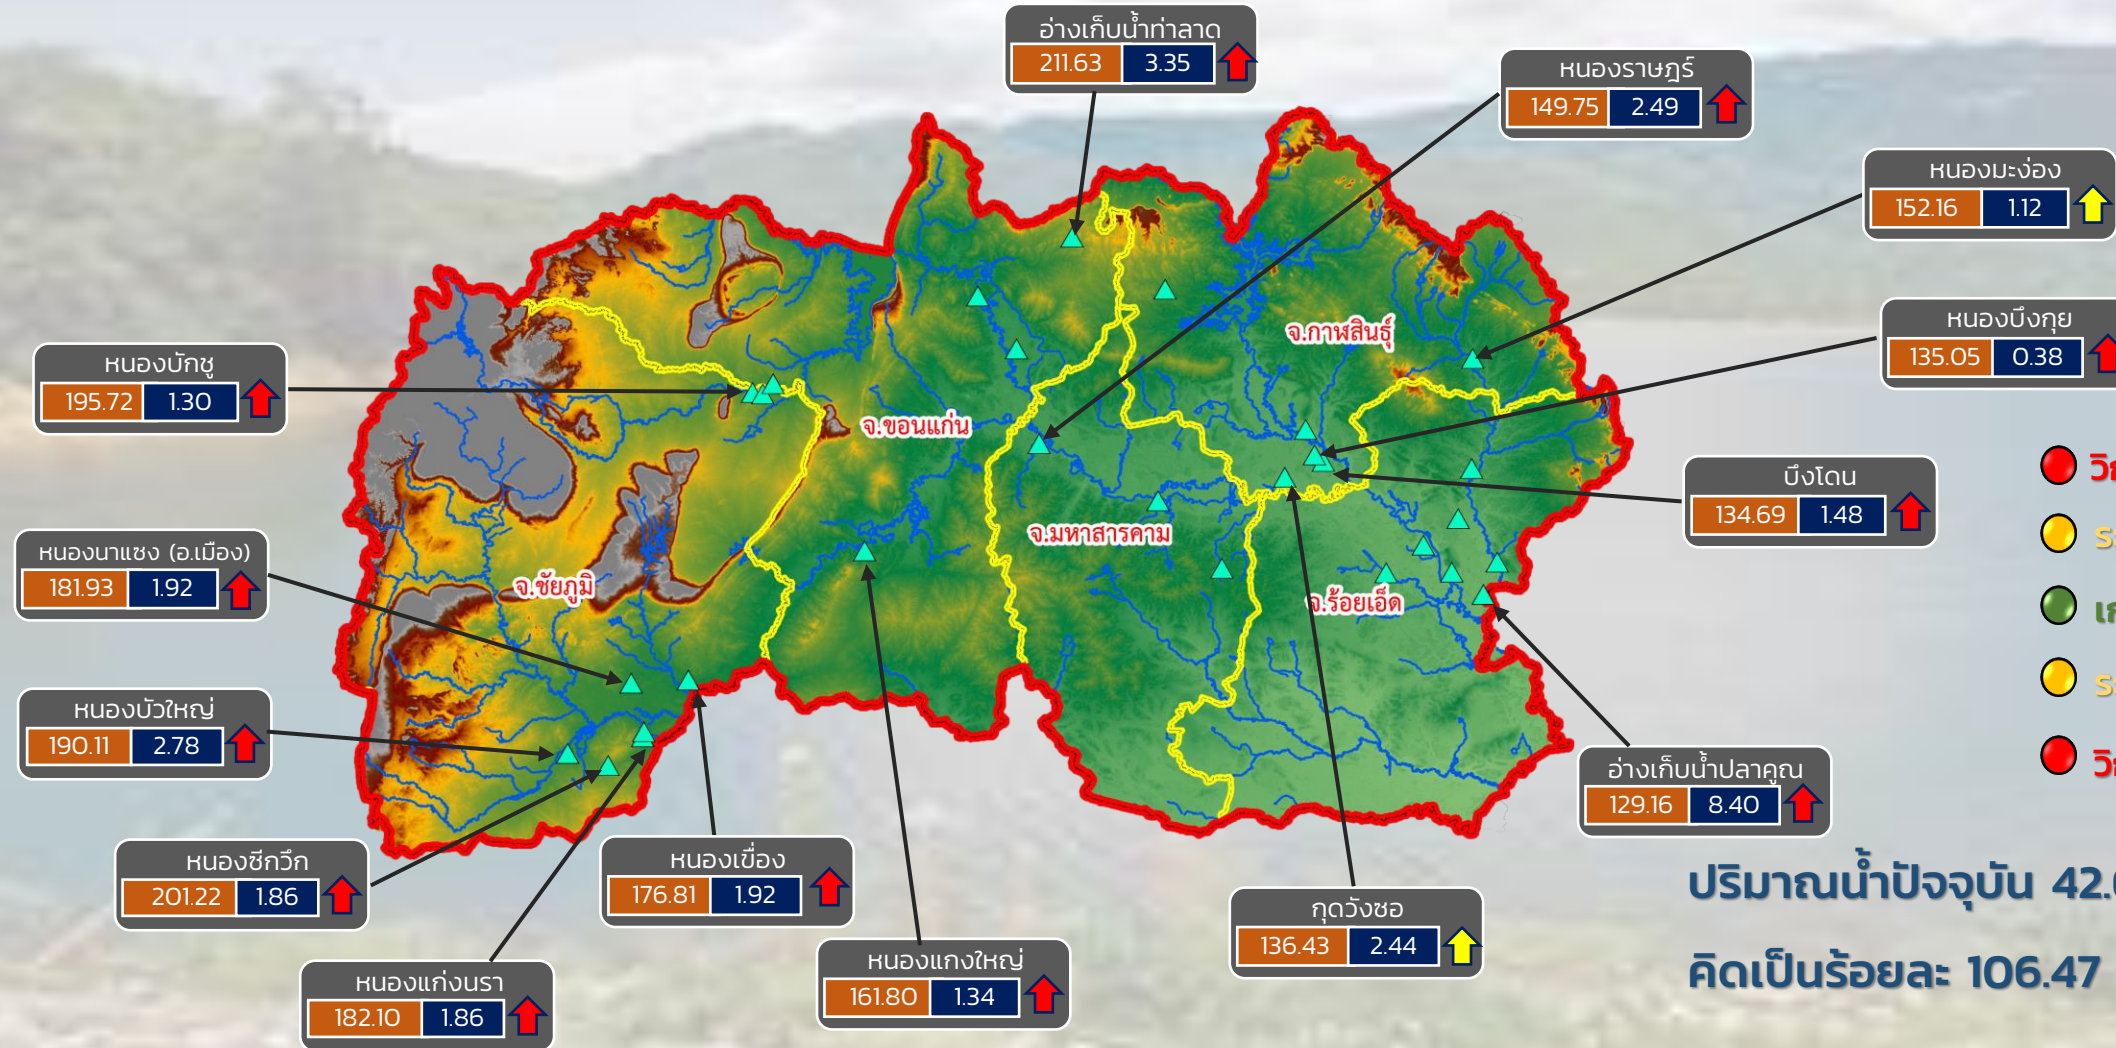 อ่างเก็บน้ำท่าลาด
211.63 3.35
หนองราษฎร์
149.75 2.49
หนองมะง่อง
152.16 1.12
หนองบึงกุย
135.05 0.38
หนองบักซู
195.72 1.30
จ.กาฬสินธุ์
จ.ขอนแก่น
บึงโดน
134.69 1.48
หนองนาแซง (อ.เมือง)
181.93 1.92
จ.มหาสารคาม
จ.ชัยภูมิ
จ.ร้อยเอ็ด
หนองบัวใหญ่
190.11 2.78
อ่างเก็บน้ำปลาคูณ
129.16 8.40
หนองซีกวึก
201.22 1.86
หนองเขื่อง
176.81 1.92
กุดวังซอ
136.43 2.44
หนองแกงใหญ่
161.80 1.34
หนองแก่งนรา
182.10 1.86
ปริมาณน้ำปัจจุบัน
คิดเป็นร้อยละ 106.47